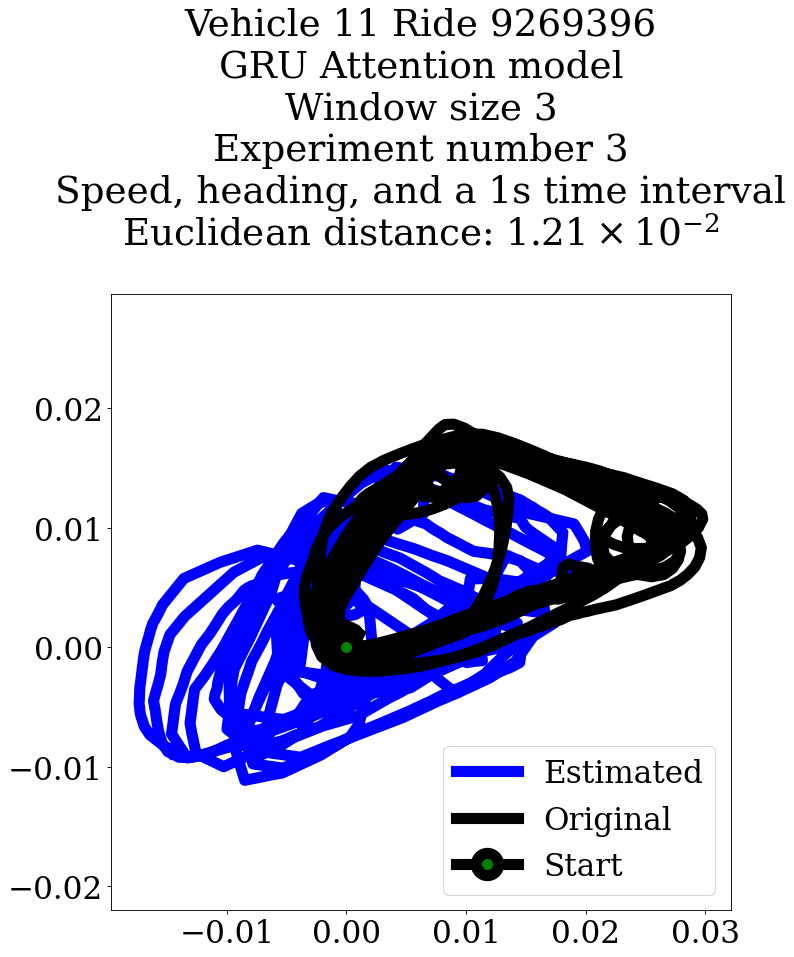 Vehicle 11 Ride 9269396
GRU Attention model
Window size 3
Experiment number 3
Speed, heading, and a 1s time interval
Euclidean distance: 1.21 × 10⁻²
0.02
0.01
0.00
−0.01
−0.02
−0.01 0.00 0.01 0.02 0.03
Estimated
Original
Start